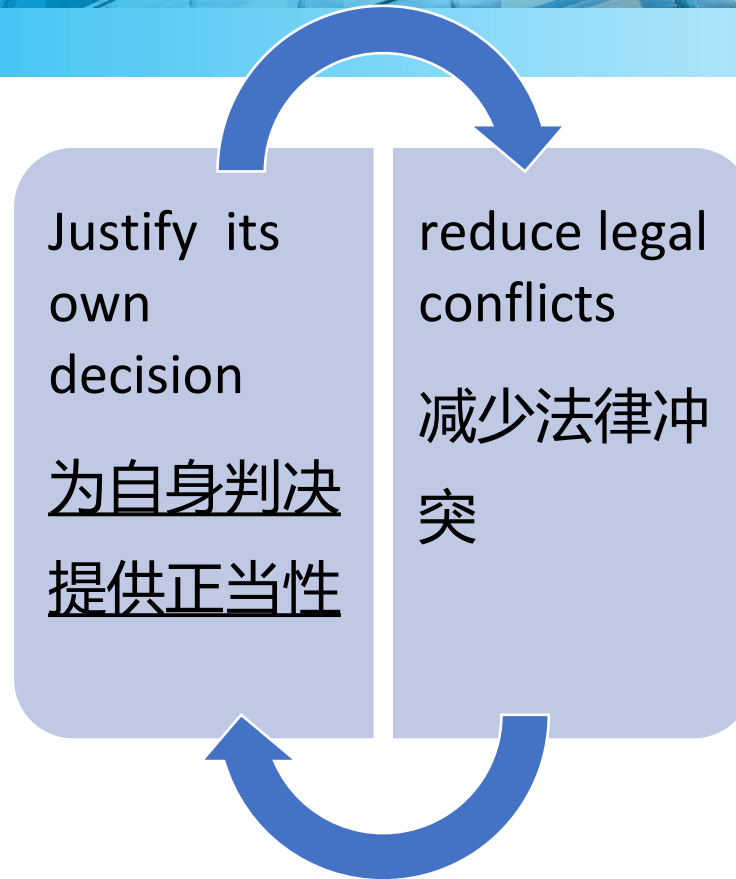 Justify its
own
decision
为自身判决
提供正当性
reduce legal
conflicts
减少法律冲
突